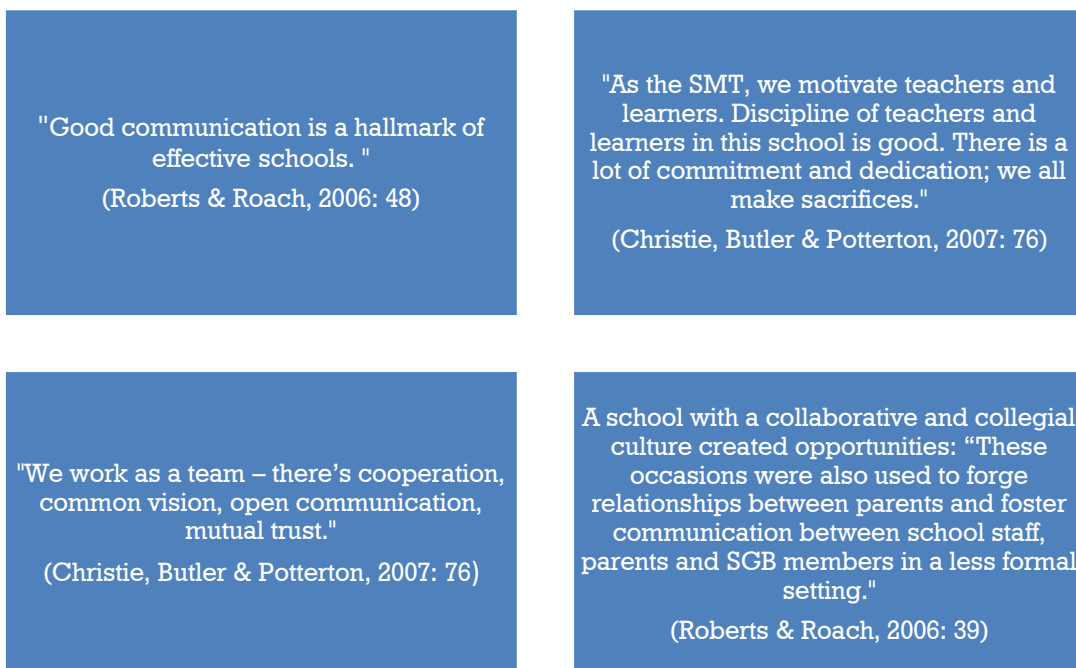 "Good communication is a hallmark of
effective schools. "
(Roberts & Roach, 2006: 48)
"As the SMT, we motivate teachers and
learners. Discipline of teachers and
learners in this school is good. There is a
lot of commitment and dedication; we all
make sacrifices."
(Christie, Butler & Potterton, 2007: 76)
"We work as a team – there’s cooperation,
common vision, open communication,
mutual trust."
(Christie, Butler & Potterton, 2007: 76)
A school with a collaborative and collegial
culture created opportunities: “These
occasions were also used to forge
relationships between parents and foster
communication between school staff,
parents and SGB members in a less formal
setting."
(Roberts & Roach, 2006: 39)